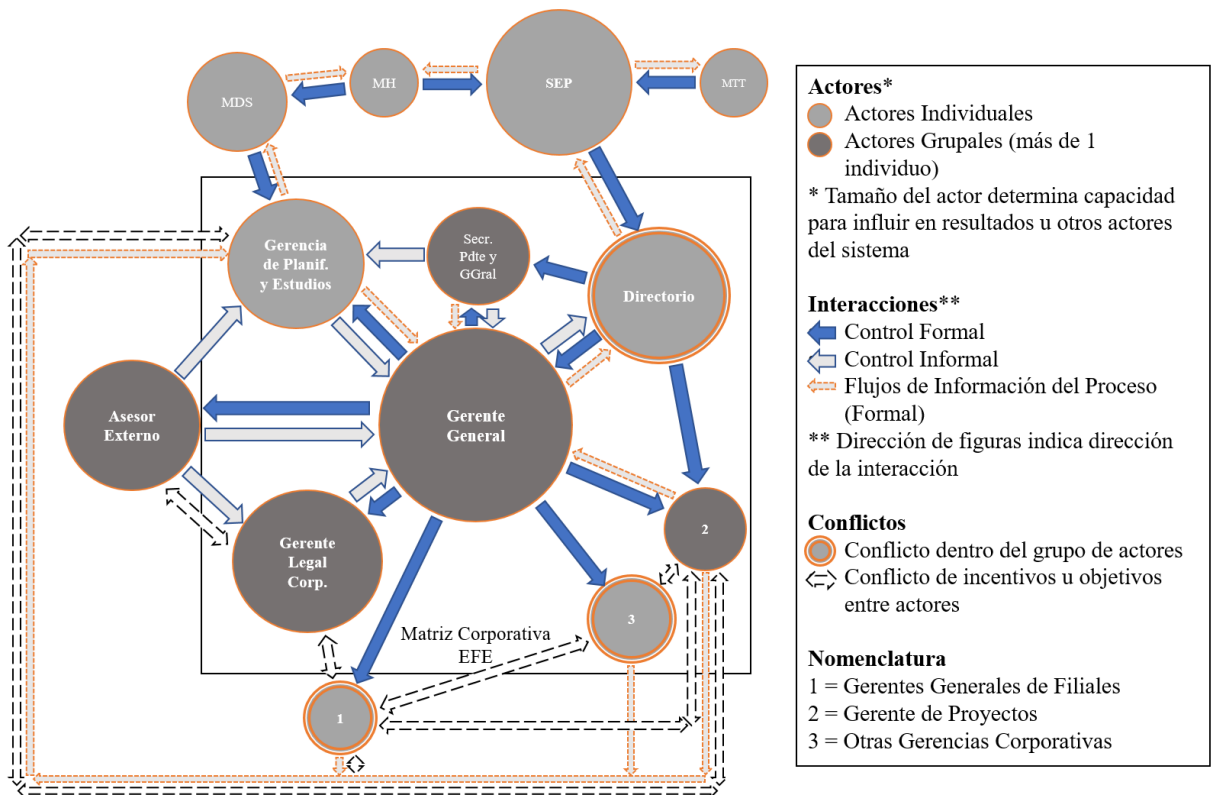 MDS
MH
SEP
MTT
Gerencia
de Planif.
y Estudios
Secr.
Pdte y
GGral
Directorio
Asesor
Externo
Gerente
General
Gerente
Legal
Corp.
2
3
Matriz Corporativa
EFE
1
Actores*
Actores Individuales
Actores Grupales (más de 1
individuo)
* Tamaño del actor determina capacidad
para influir en resultados u otros actores
del sistema
Interacciones**
Control Formal
Control Informal
Flujos de Información del Proceso
(Formal)
** Dirección de figuras indica dirección
de la interacción
Conflictos
Conflicto dentro del grupo de actores
Conflicto de incentivos u objetivos
entre actores
Nomenclatura
1 = Gerentes Generales de Filiales
2 = Gerente de Proyectos
3 = Otras Gerencias Corporativas